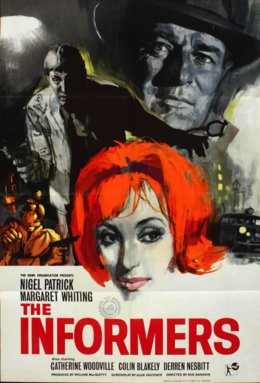 THE RANK ORGANISATION PRESENTS
NIGEL PATRICK
MARGARET WHITING
THE
INFORMERS
Also starring
CATHERINE WOODVILLE COLIN BLAKELY DERREN NESBITT
PRODUCED BY WILLIAM MacQUITTY SCREENPLAY BY ALUN FALCONER DIRECTED BY KEN ANNAKIN